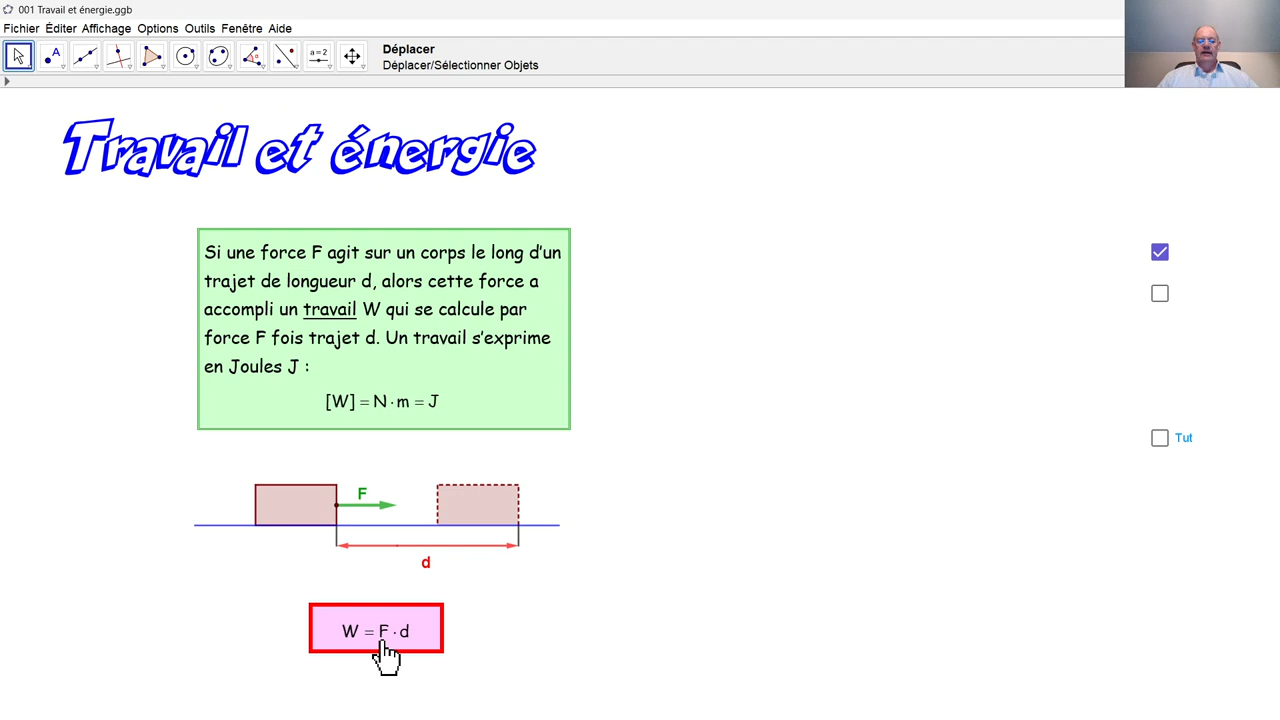 001 Travail et énergie.ggb
Fichier Éditer Affichage Options Outils Fenêtre Aide
A
a=2
Déplacer
Déplacer/Sélectionner Objets
Travail et énergie
Si une force F agit sur un corps le long d’un
trajet de longueur d, alors cette force a
accompli un travail W qui se calcule par
force F fois trajet d. Un travail s’exprime
en Joules J :
[W] = N · m = J
Tut
F
d
W = F · d